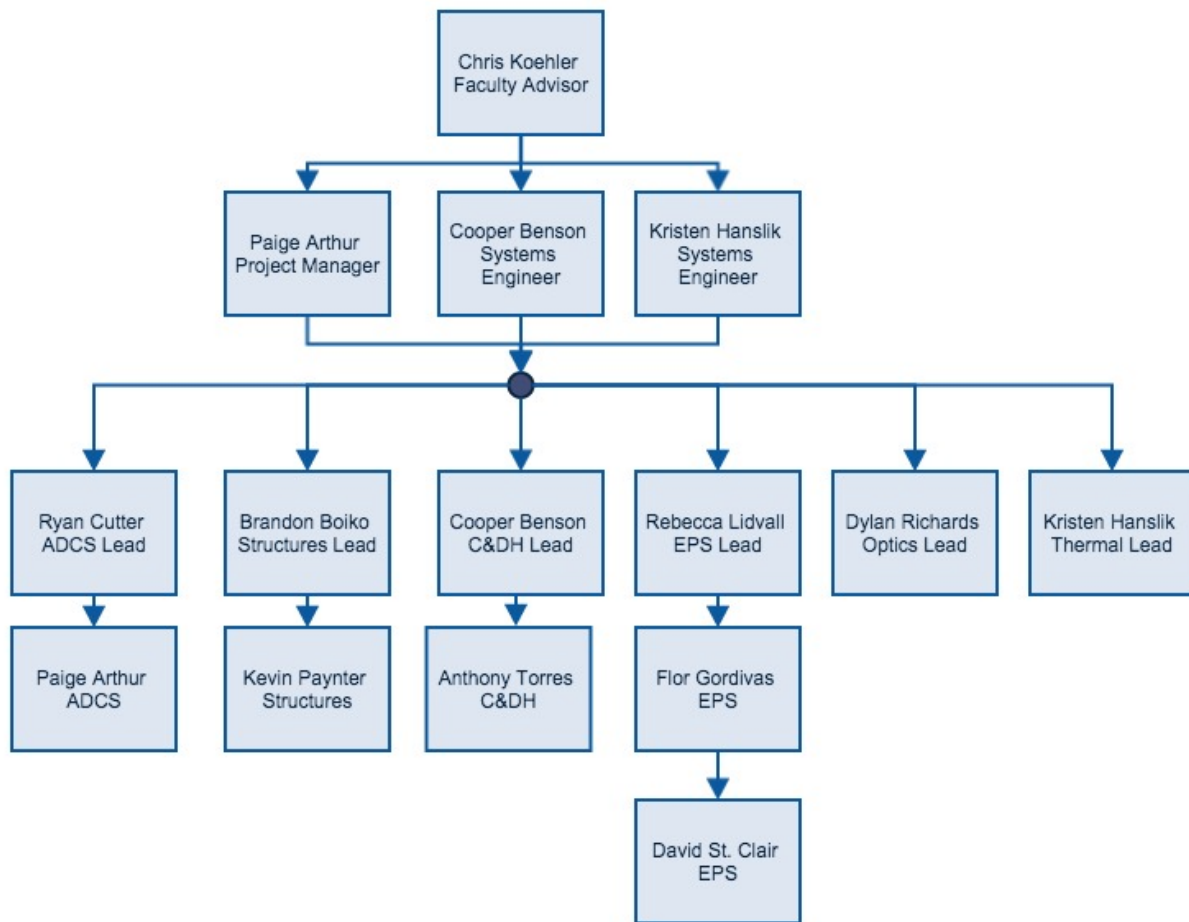 Chris Koehler
Faculty Advisor
Paige Arthur
Project Manager
Cooper Benson
Systems
Engineer
Kristen Hanslik
Systems
Engineer
Ryan Cutter
ADCS Lead
Brandon Boiko
Structures Lead
Cooper Benson
C&DH Lead
Rebecca Lidvall
EPS Lead
Dylan Richards
Optics Lead
Kristen Hanslik
Thermal Lead
Paige Arthur
ADCS
Kevin Paynter
Structures
Anthony Torres
C&DH
Flor Gordivas
EPS
David St. Clair
EPS